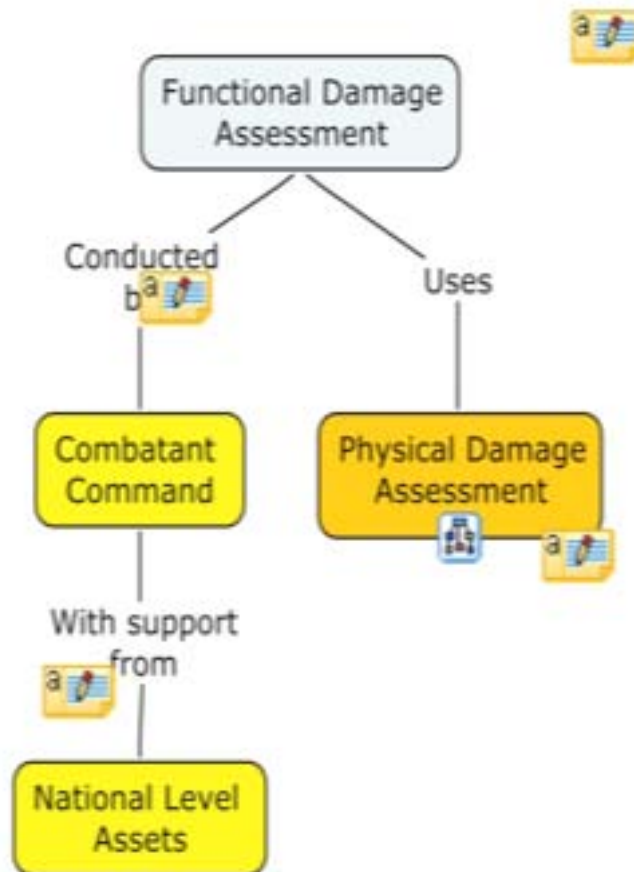 a
Functional Damage
Assessment
Conducted
b
a
Uses
Combatant
Command
Physical Damage
Assessment
a
With support
from
a
National Level
Assets